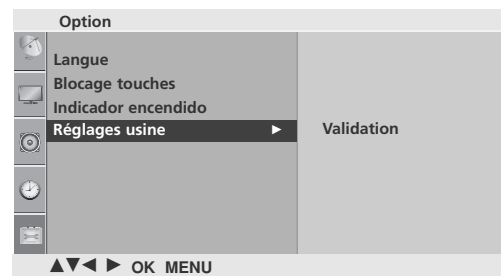 Option
Langue
Blocage touches
Indicador encendido
Réglages usine ► Validation
▲▼◄ ► OK MENU